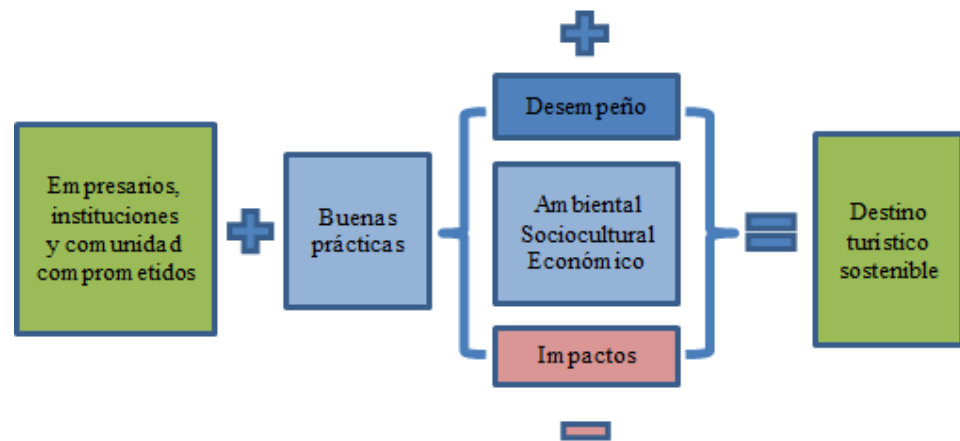 Empresarios,
instituciones
y comunidad
comprometidos
Buenas
prácticas
Desempeño
Ambiental
Sociocultural
Económico
Impactos
Destino
turístico
sostenible